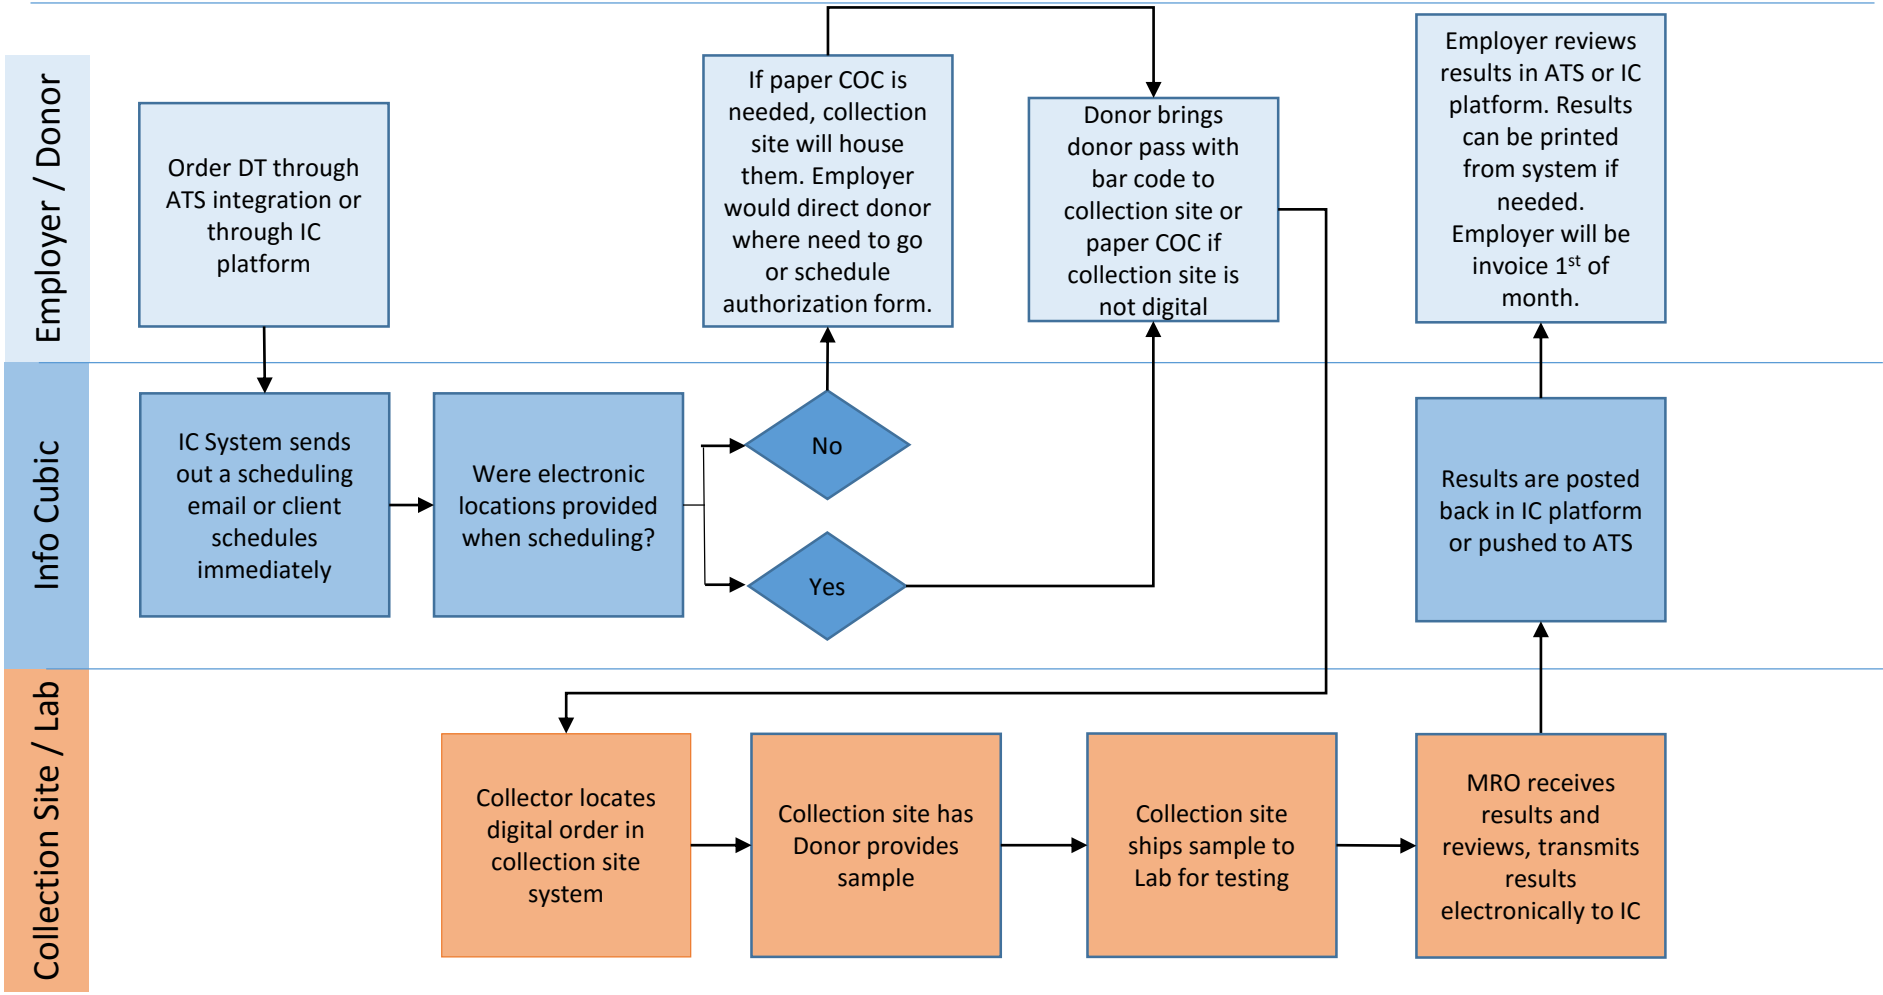 Employer / Donor
Order DT through
ATS integration or
through IC
platform
If paper COC is
needed, collection
site will house
them. Employer
would direct donor
where need to go
or schedule
authorization form.
Donor brings
donor pass with
bar code to
collection site or
paper COC if
collection site is
not digital
Employer reviews
results in ATS or IC
platform. Results
can be printed
from system if
needed.
Employer will be
invoice 1st of
month.
Info Cubic
IC System sends
out a scheduling
email or client
schedules
immediately
Were electronic
locations provided
when scheduling?
No
Yes
Results are posted
back in IC platform
or pushed to ATS
Collection Site / Lab
Collector locates
digital order in
collection site
system
Collection site has
Donor provides
sample
Collection site
ships sample to
Lab for testing
MRO receives
results and
reviews, transmits
results
electronically to IC